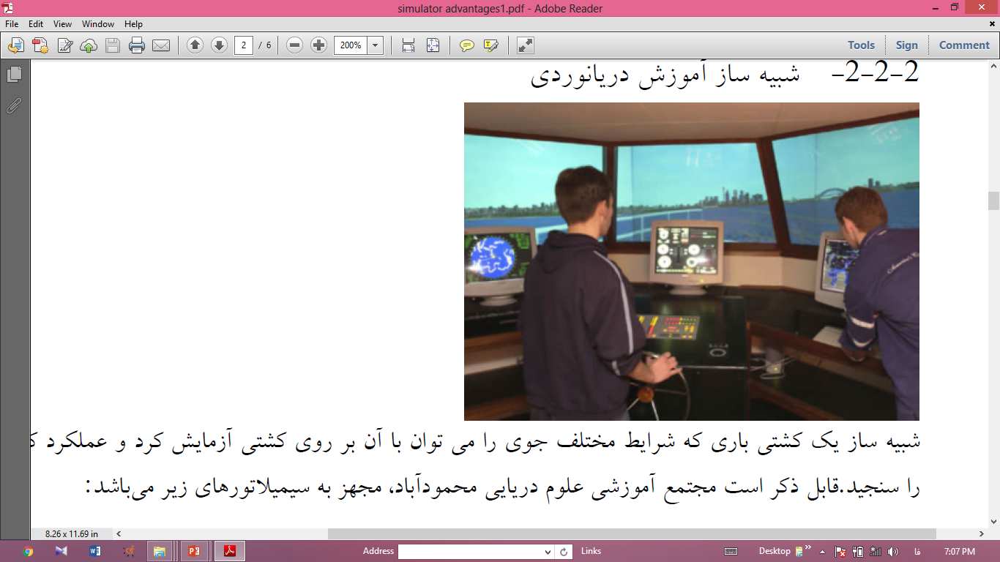 simulator advantages1.pdf - Adobe Reader
File Edit View Window Help
2 / 6 200% Tools Sign Comment
2-2-2- شبیه ساز آموزش دریانوردی
شبیه ساز یک کشتی باری که شرایط مختلف جوی را می توان با آن بر روی کشتی آزمایش کرد و عملکرد
را سنجید.قابل ذکر است مجتمع آموزشی علوم دریایی محمودآباد، مجهز به سیمیلاتورهای زیر می‌باشد:
8.26 x 11.69 in
Address Links Desktop فا 7:07 PM